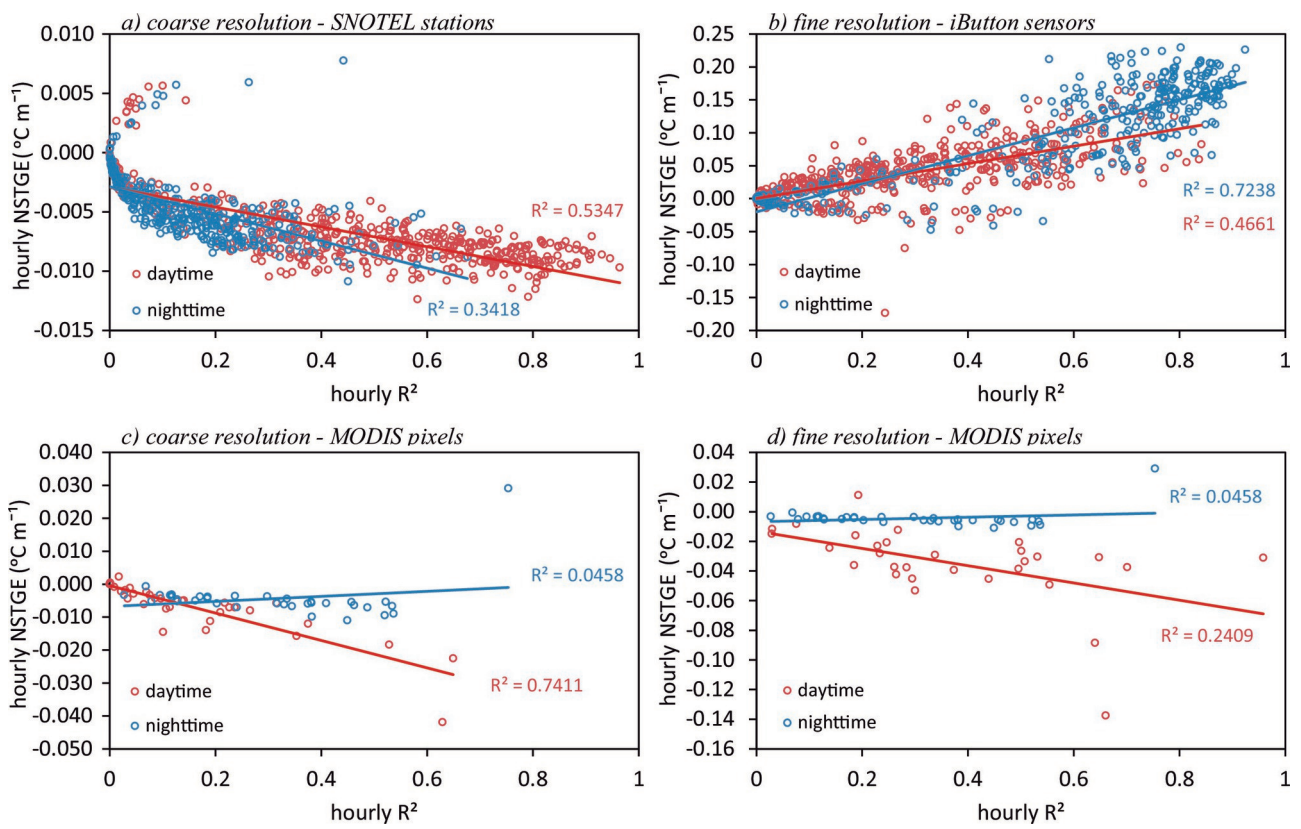 a) coarse resolution - SNOTEL stations
0.010
0.005
0.000
-0.005
-0.010
-0.015
hourly NSTGE (°C m⁻¹)
R² = 0.5347
R² = 0.3418
daytime
nighttime
0 0.2 0.4 0.6 0.8 1
hourly R²
b) fine resolution - iButton sensors
0.25
0.20
0.15
0.10
0.05
0.00
-0.05
-0.10
-0.15
-0.20
hourly NSTGE (°C m⁻¹)
R² = 0.7238
R² = 0.4661
daytime
nighttime
0 0.2 0.4 0.6 0.8 1
hourly R²
c) coarse resolution - MODIS pixels
0.040
0.030
0.020
0.010
0.000
-0.010
-0.020
-0.030
-0.040
-0.050
hourly NSTGE (°C m⁻¹)
R² = 0.0458
R² = 0.7411
daytime
nighttime
0 0.2 0.4 0.6 0.8 1
hourly R²
d) fine resolution - MODIS pixels
0.04
0.02
0.00
-0.02
-0.04
-0.06
-0.08
-0.10
-0.12
-0.14
-0.16
hourly NSTGE (°C m⁻¹)
R² = 0.0458
R² = 0.2409
daytime
nighttime
0 0.2 0.4 0.6 0.8 1
hourly R²